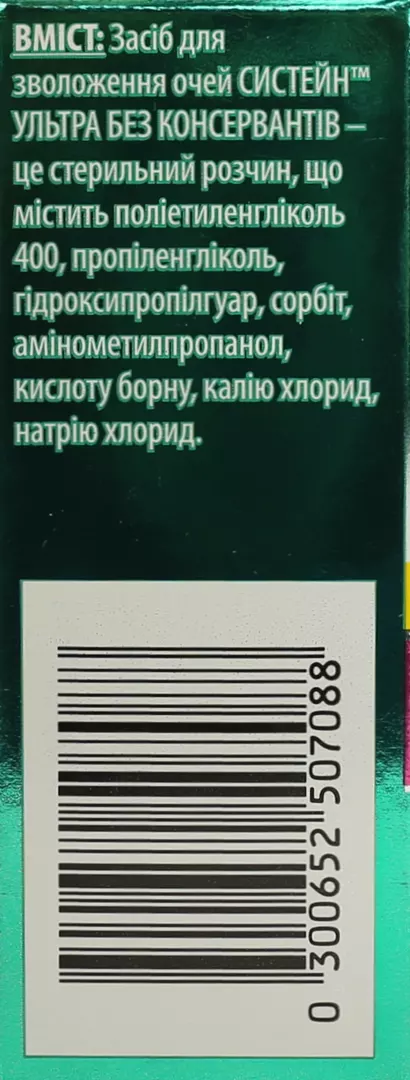 ВМІСТ: Засіб для
зволоження очей СИСТЕЙН™
УЛЬТРА БЕЗ КОНСЕРВАНТІВ –
це стерильний розчин, що
містить поліетиленгліколь
400, пропіленгліколь,
гідроксипропілгуар, сорбіт,
амінометилпропанол,
кислоту борну, калію хлорид,
натрію хлорид.
0 300652 507088